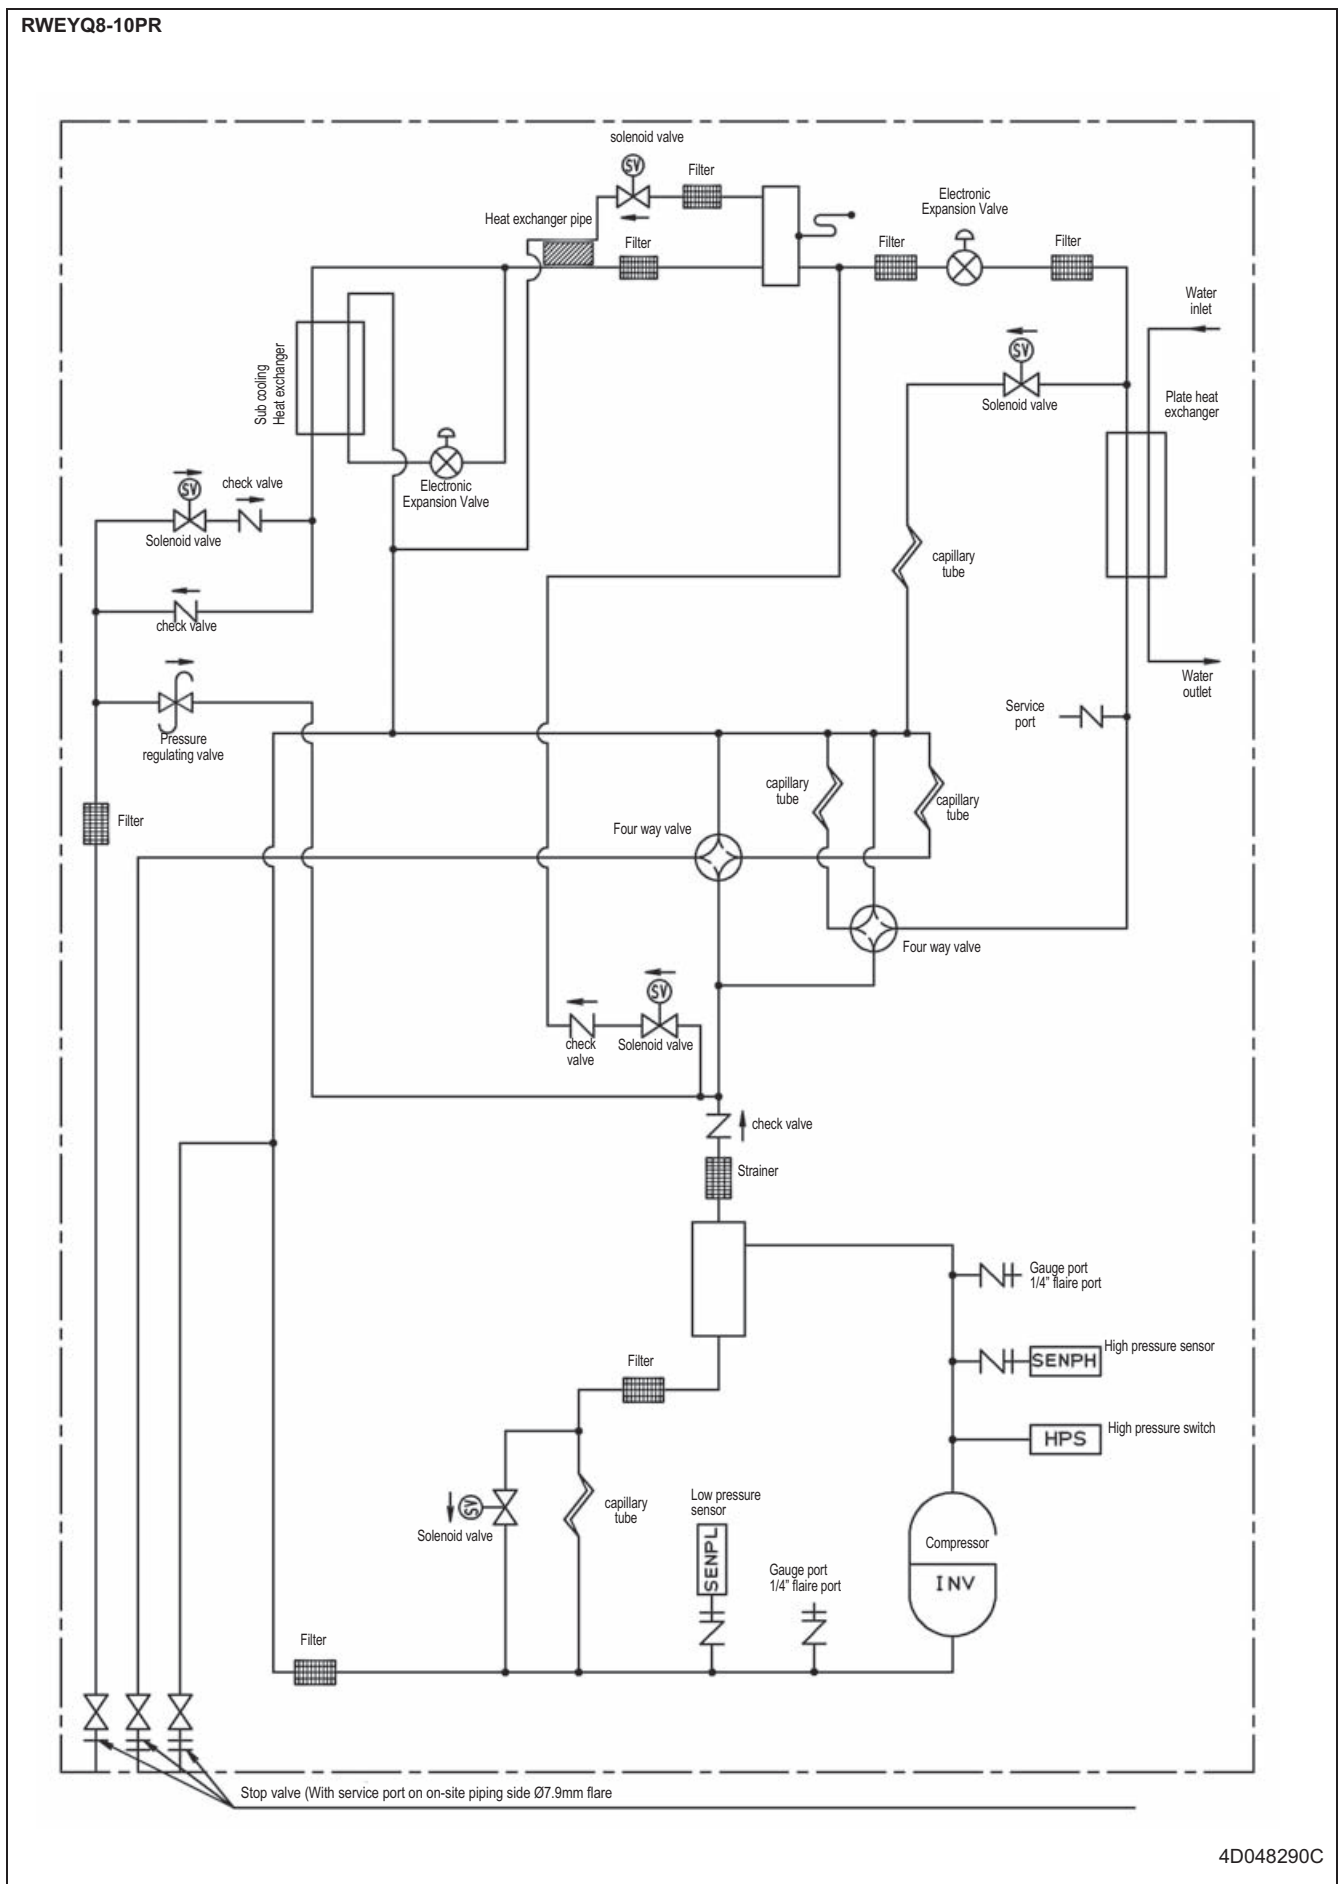 RWEYQ8-10PR
solenoid valve
SV
Filter
Electronic
Expansion Valve
Heat exchanger pipe
Filter
Filter
Filter
Water
inlet
SV
Solenoid valve
Sub cooling
Heat exchanger
Plate heat
exchanger
Electronic
Expansion Valve
SV
check valve
Solenoid valve
capillary
tube
check valve
Water
outlet
Service
port
Pressure
regulating valve
capillary
tube
capillary
tube
Filter
Four way valve
Four way valve
SV
check
valve
Solenoid valve
check valve
Strainer
Gauge port
1/4" flaire port
High pressure sensor
SENPH
Filter
High pressure switch
HPS
Low pressure
sensor
SENPL
SV
Solenoid valve
capillary
tube
Compressor
INV
Gauge port
1/4" flaire port
Filter
Stop valve (With service port on on-site piping side Ø7.9mm flare
4D048290C